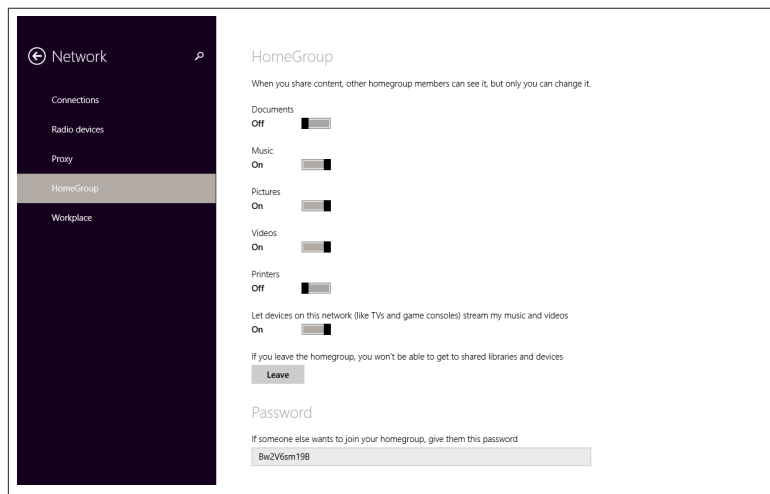 Network
Connections
Radio devices
Proxy
HomeGroup
Workplace
HomeGroup
When you share content, other homegroup members can see it, but only you can change it.
Documents
Off
Music
On
Pictures
On
Videos
On
Printers
Off
Let devices on this network (like TVs and game consoles) stream my music and videos
On
If you leave the homegroup, you won't be able to get to shared libraries and devices
Leave
Password
If someone else wants to join your homegroup, give them this password
Bw2V6sm19B